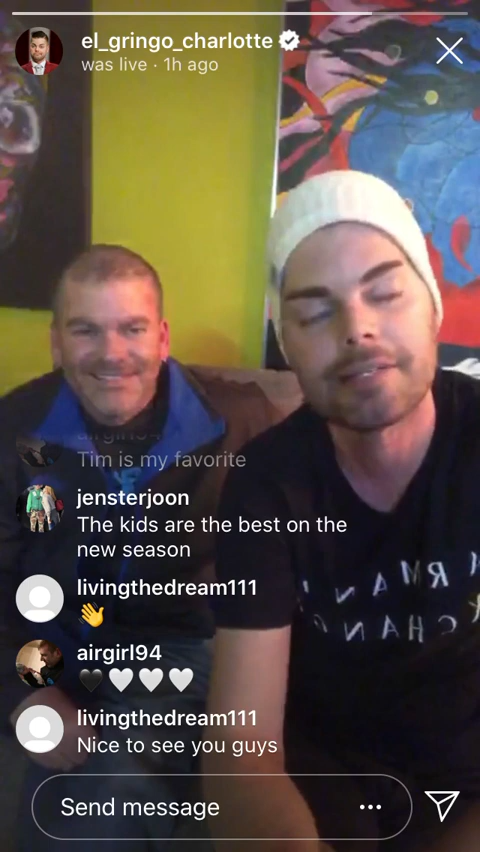 el_gringo_charlotte
was live · 1h ago
Tim is my favorite
jensterjoon
The kids are the best on the
new season
livingthedream111
👋
airgirl94
🖤🤍🤍🤍
livingthedream111
Nice to see you guys
Send message